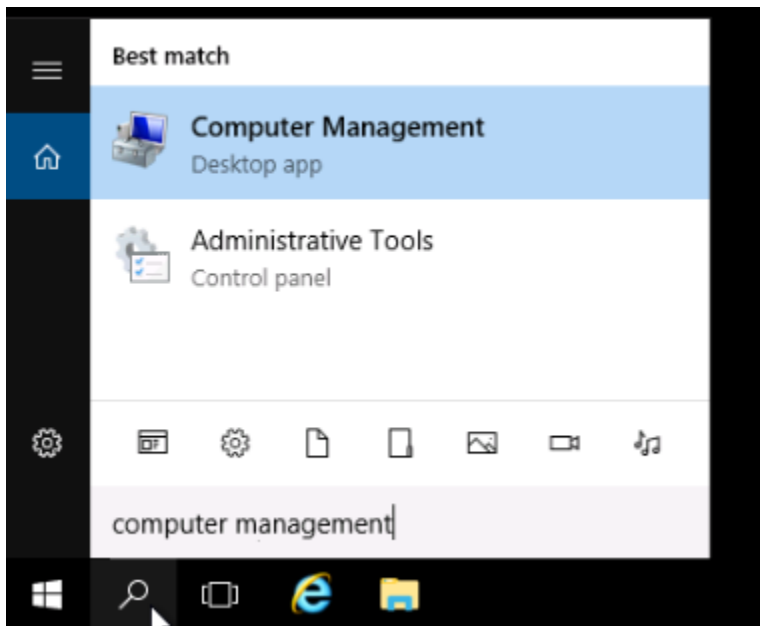 Best match
Computer Management
Desktop app
Administrative Tools
Control panel
computer management